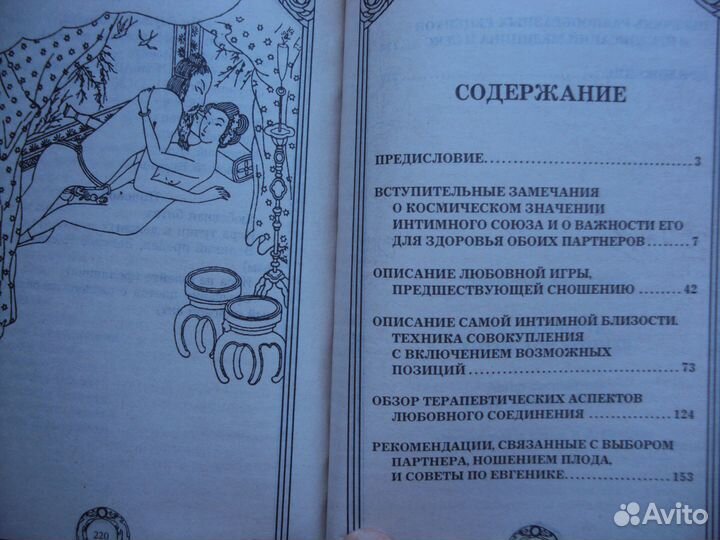 СОДЕРЖАНИЕ
ПРЕДИСЛОВИЕ.................................... 3
ВСТУПИТЕЛЬНЫЕ ЗАМЕЧАНИЯ
О КОСМИЧЕСКОМ ЗНАЧЕНИИ
ИНТИМНОГО СОЮЗА И О ВАЖНОСТИ ЕГО
ДЛЯ ЗДОРОВЬЯ ОБОИХ ПАРТНЕРОВ ........ 7
ОПИСАНИЕ ЛЮБОВНОЙ ИГРЫ,
ПРЕДШЕСТВУЮЩЕЙ СНОШЕНИЮ .......... 42
ОПИСАНИЕ САМОЙ ИНТИМНОЙ БЛИЗОСТИ.
ТЕХНИКА СОВОКУПЛЕНИЯ
С ВКЛЮЧЕНИЕМ ВОЗМОЖНЫХ
ПОЗИЦИЙ ........................................ 73
ОБЗОР ТЕРАПЕВТИЧЕСКИХ АСПЕКТОВ
ЛЮБОВНОГО СОЕДИНЕНИЯ .................. 124
РЕКОМЕНДАЦИИ, СВЯЗАННЫЕ С ВЫБОРОМ
ПАРТНЕРА, НОШЕНИЕМ ПЛОДА,
И СОВЕТЫ ПО ЕВГЕНИКЕ...................... 153
220
Avito